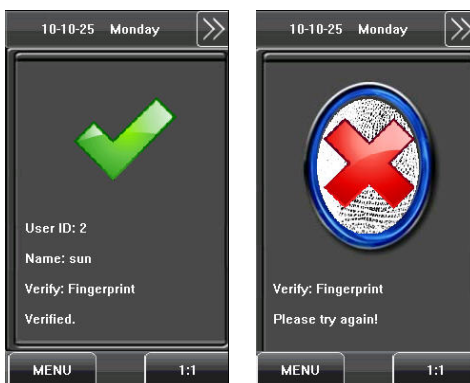 10-10-25 Monday
User ID: 2
Name: sun
Verify: Fingerprint
Verified.
MENU
1:1
10-10-25 Monday
Verify: Fingerprint
Please try again!
MENU
1:1